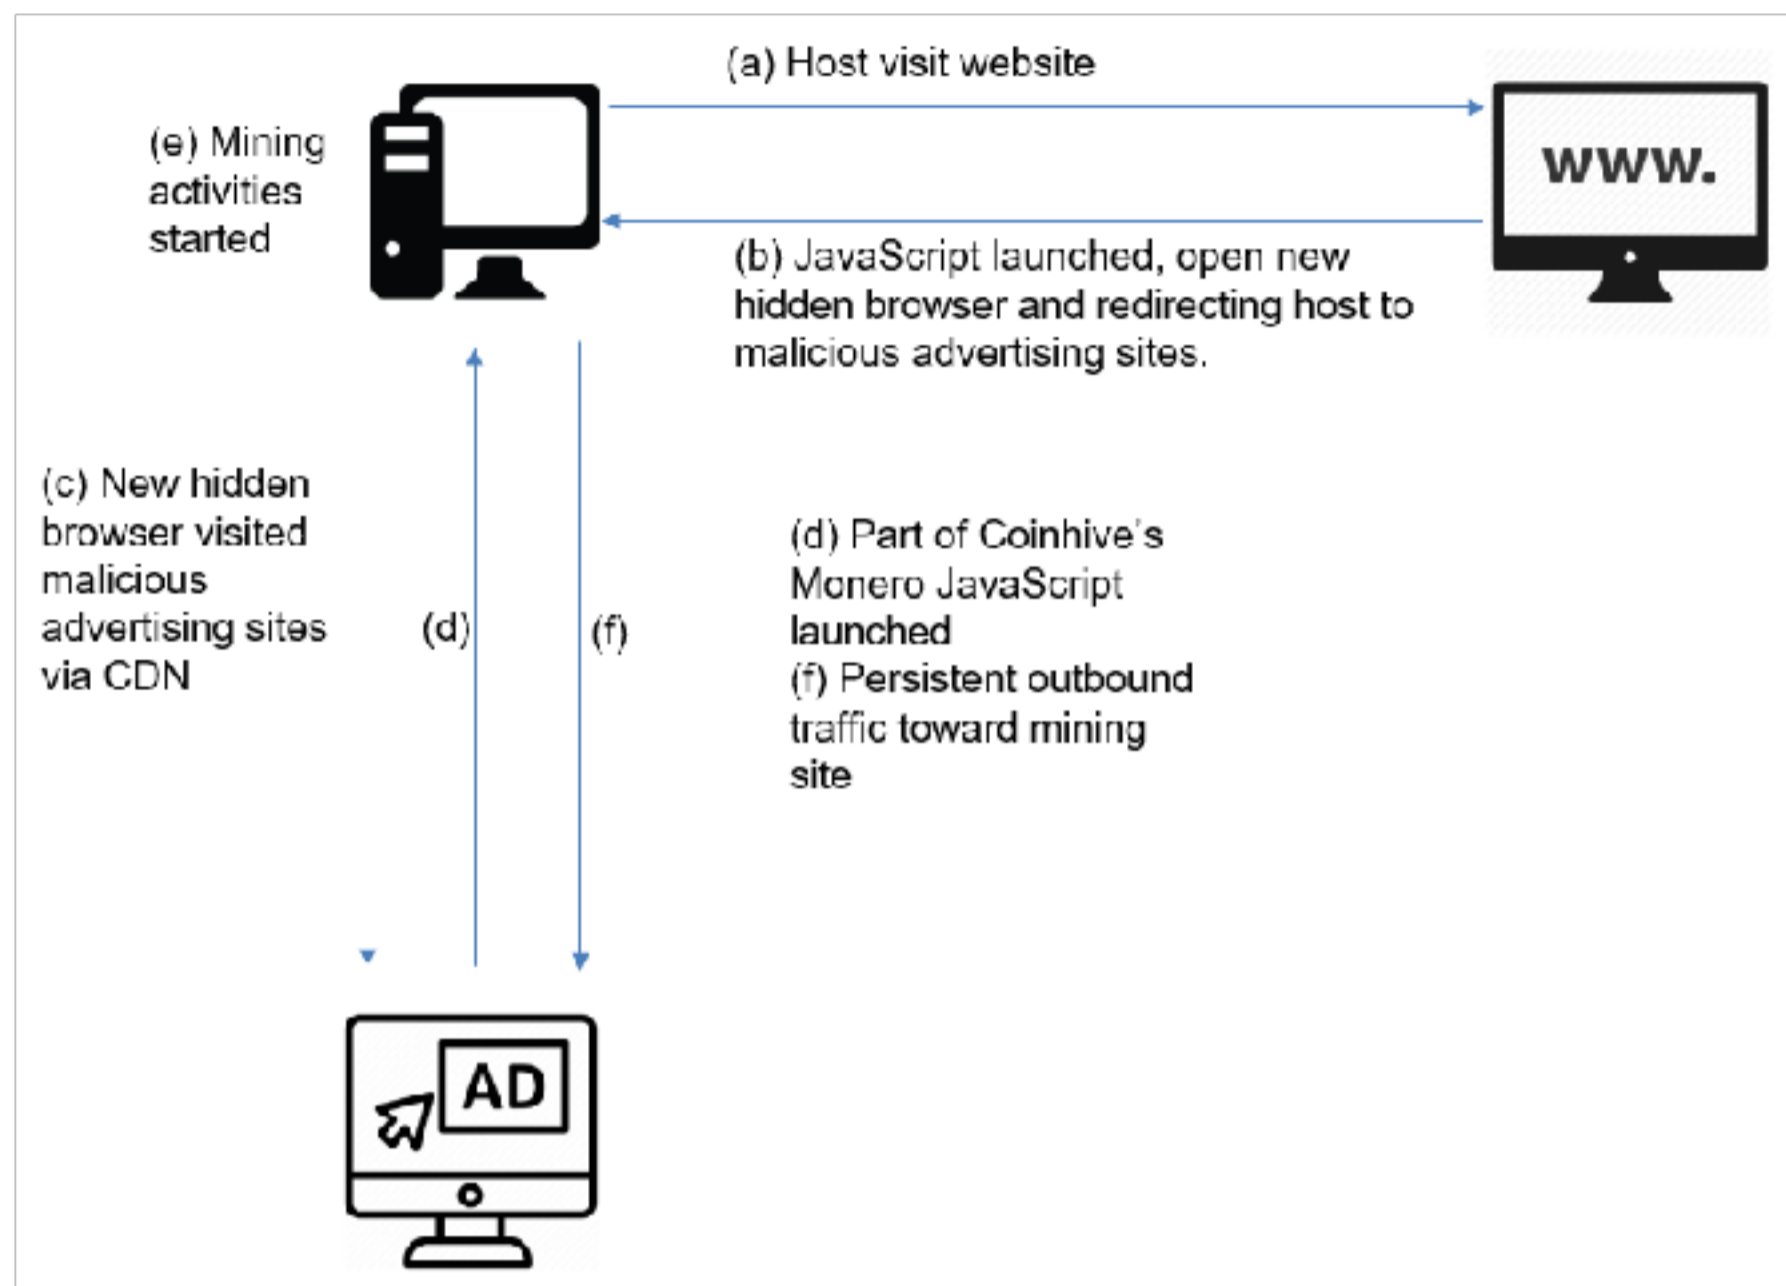 (a) Host visit website
(e) Mining
activities
started
www.
(b) JavaScript launched, open new
hidden browser and redirecting host to
malicious advertising sites.
(c) New hidden
browser visited
malicious
advertising sites
via CDN
(d)
(f)
(d) Part of Coinhive's
Monero JavaScript
launched
(f) Persistent outbound
traffic toward mining
site
AD